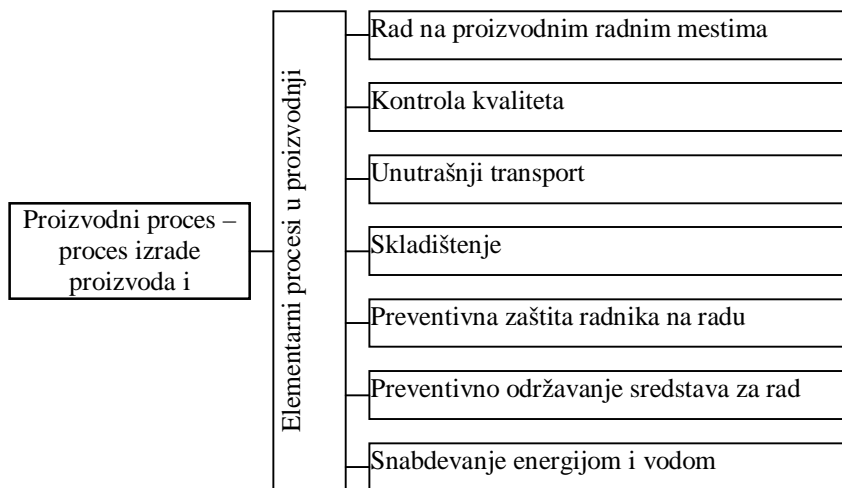 Proizvodni proces –
proces izrade
proizvoda i
Elementarni procesi u proizvodnji
Rad na proizvodnim radnim mestima
Kontrola kvaliteta
Unutrašnji transport
Skladištenje
Preventivna zaštita radnika na radu
Preventivno održavanje sredstava za rad
Snabdevanje energijom i vodom